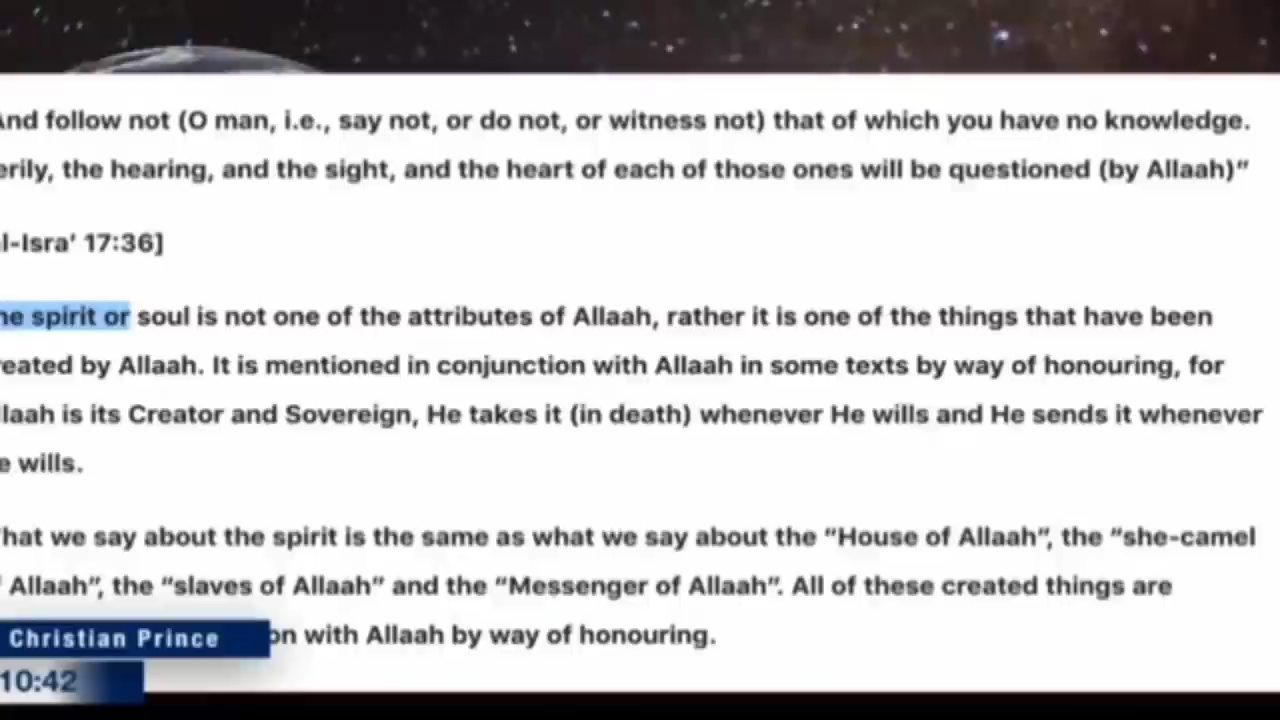 And follow not (O man, i.e., say not, or do not, or witness not) that of which you have no knowledge.
erily, the hearing, and the sight, and the heart of each of those ones will be questioned (by Allaah)”
l-Isra’ 17:36]
he spirit or soul is not one of the attributes of Allaah, rather it is one of the things that have been
reated by Allaah. It is mentioned in conjunction with Allaah in some texts by way of honouring, for
llaah is its Creator and Sovereign, He takes it (in death) whenever He wills and He sends it whenever
e wills.
hat we say about the spirit is the same as what we say about the “House of Allaah”, the “she-camel
Allaah”, the “slaves of Allaah” and the “Messenger of Allaah”. All of these created things are
on with Allaah by way of honouring.
Christian Prince
10:42